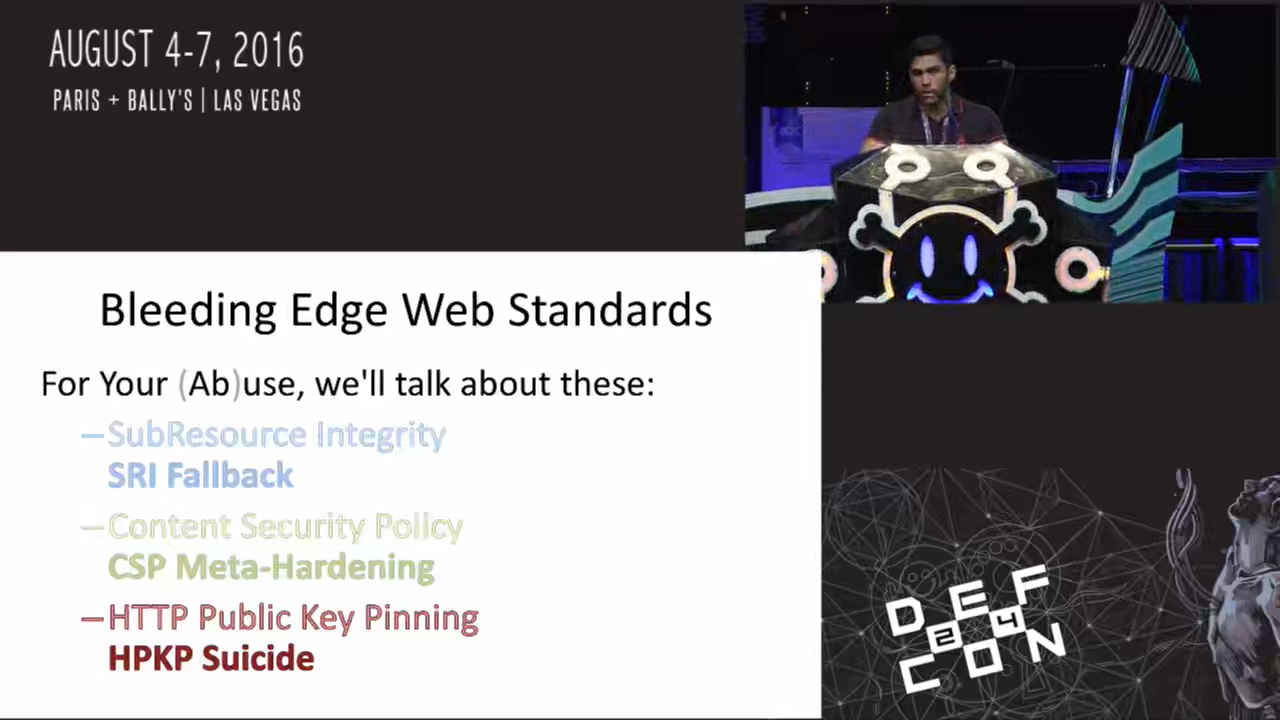 AUGUST 4-7, 2016
PARIS + BALLY'S | LAS VEGAS
Bleeding Edge Web Standards
For Your (Ab)use, we'll talk about these:
–SubResource Integrity
SRI Fallback
–Content Security Policy
CSP Meta-Hardening
–HTTP Public Key Pinning
HPKP Suicide
DEF
24
CON